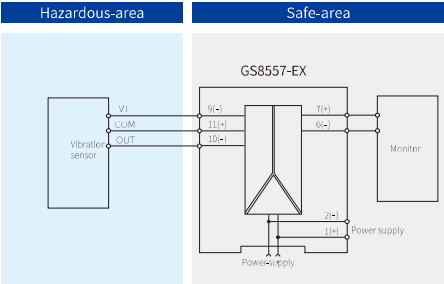 Hazardous-area
Safe-area
GS8557-EX
VT
9(-)
7(+)
COM
11(+)
6(-)
OUT
10(-)
Vibration
sensor
Monitor
2(-)
1(+)
Power supply
Power supply